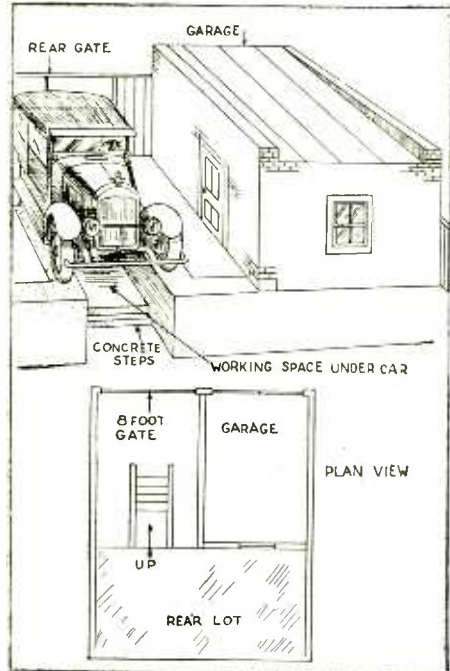 GARAGE
REAR GATE
CONCRETE
STEPS
WORKING SPACE UNDER CAR
8 FOOT
GATE
GARAGE
PLAN VIEW
UP
REAR LOT